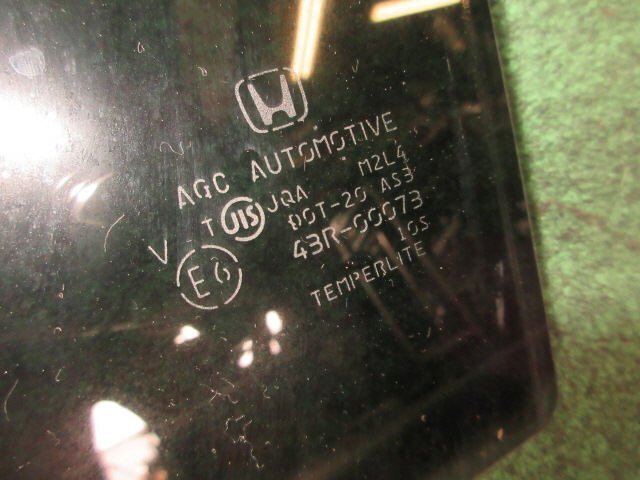 AGC AUTOMOTIVE
V-T JIS JQA M2L4
DOT-20 AS3
E6 43R-00073
10S
TEMPERLITE